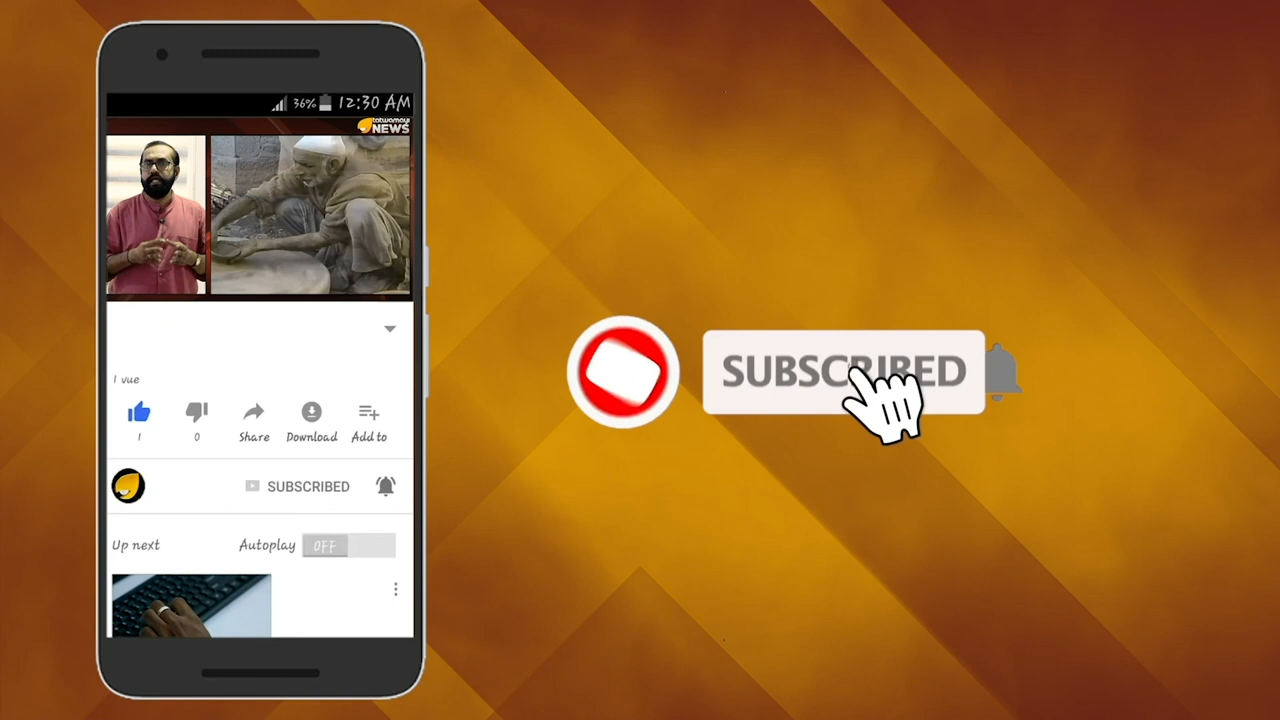 36% 12:30 AM
tatwamayi
NEWS
1 vue
1
0
Share
Download
Add to
SUBSCRIBED
Up next
Autoplay
OFF
SUBSCRIBED